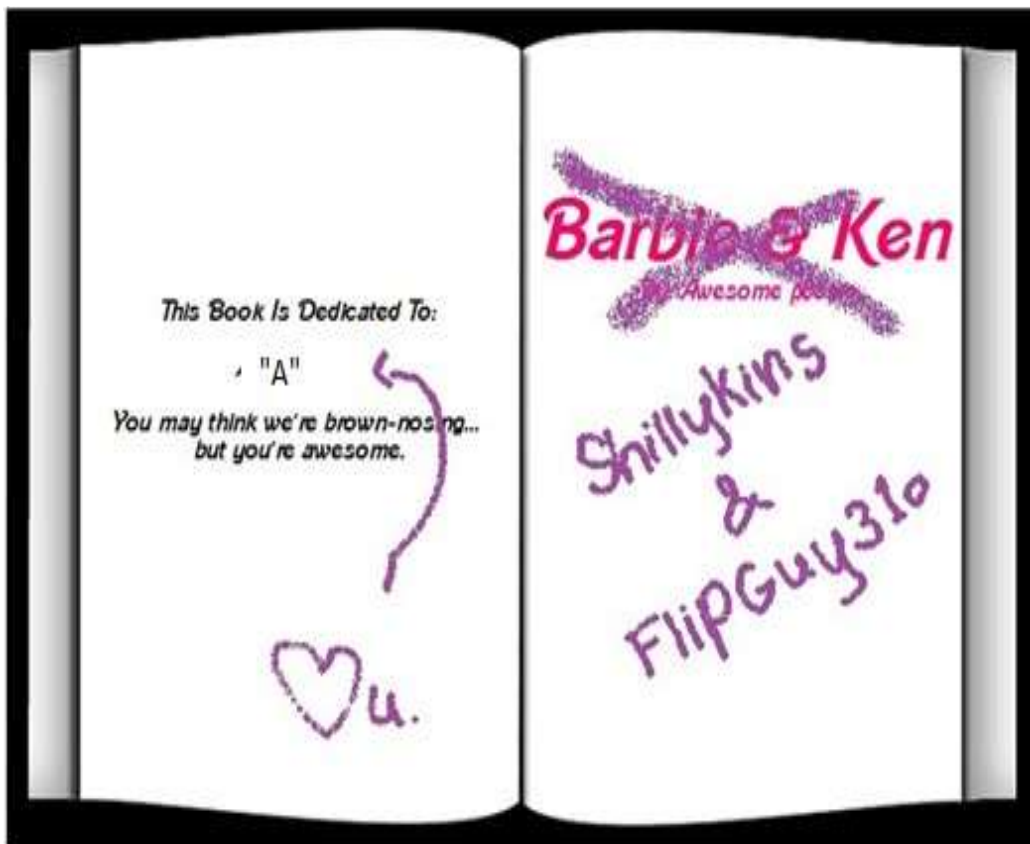 This Book Is Dedicated To:
"A"
You may think we're brown-nosing...
but you're awesome.
u.
Barbie & Ken
Awesome
Shillykins
&
FlipGuy310